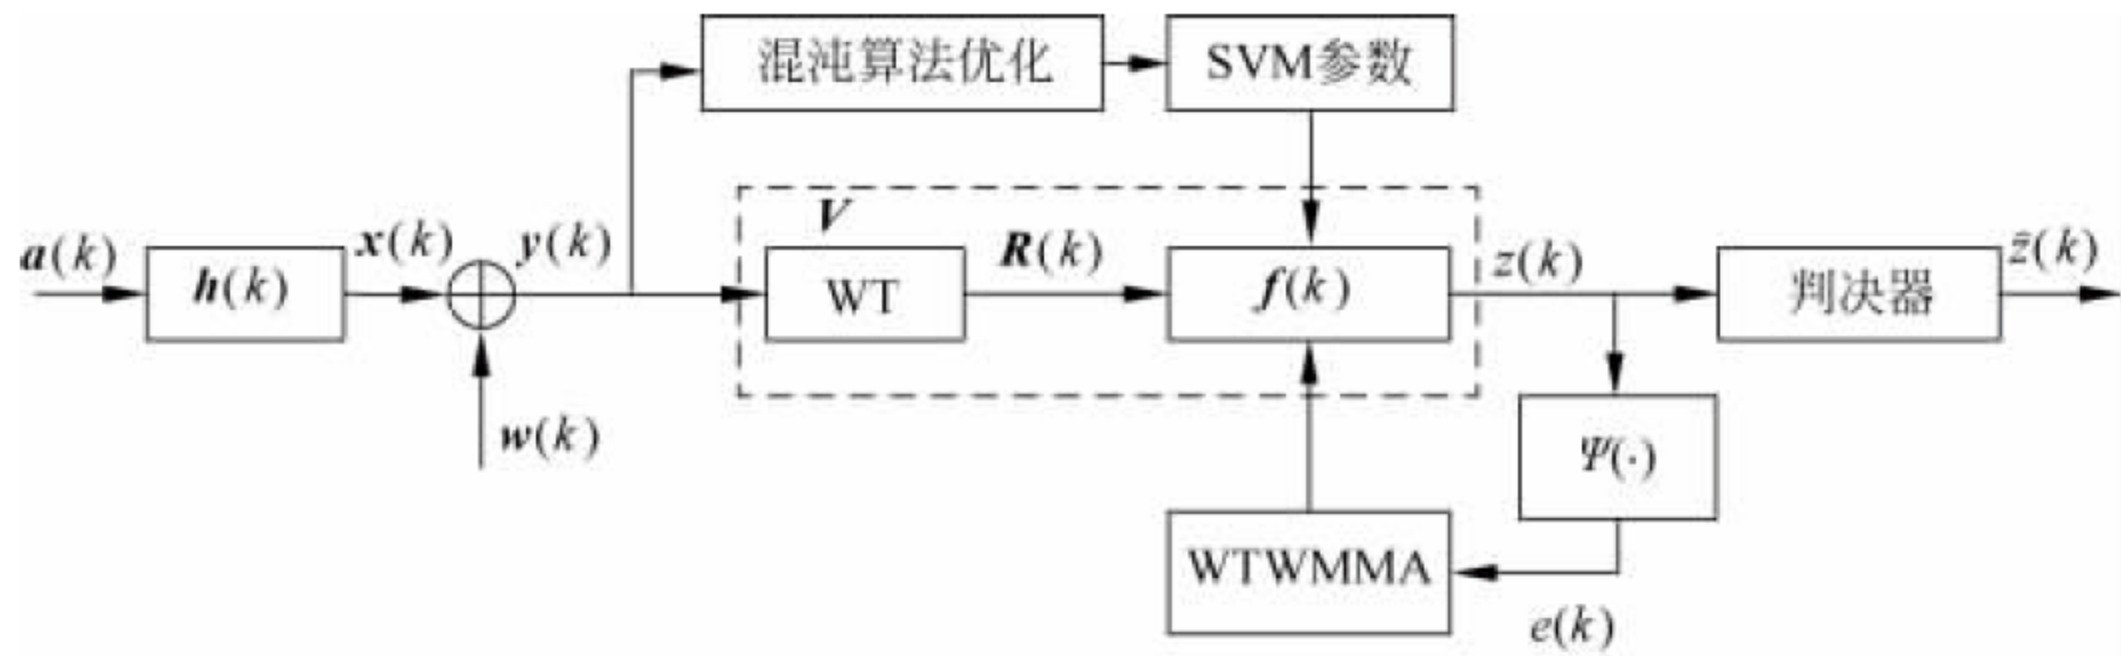 混沌算法优化
SVM参数
V
a(k)
h(k)
x(k)
y(k)
WT
R(k)
f(k)
z(k)
判决器
z̄(k)
w(k)
Ψ(·)
WTWMMA
e(k)